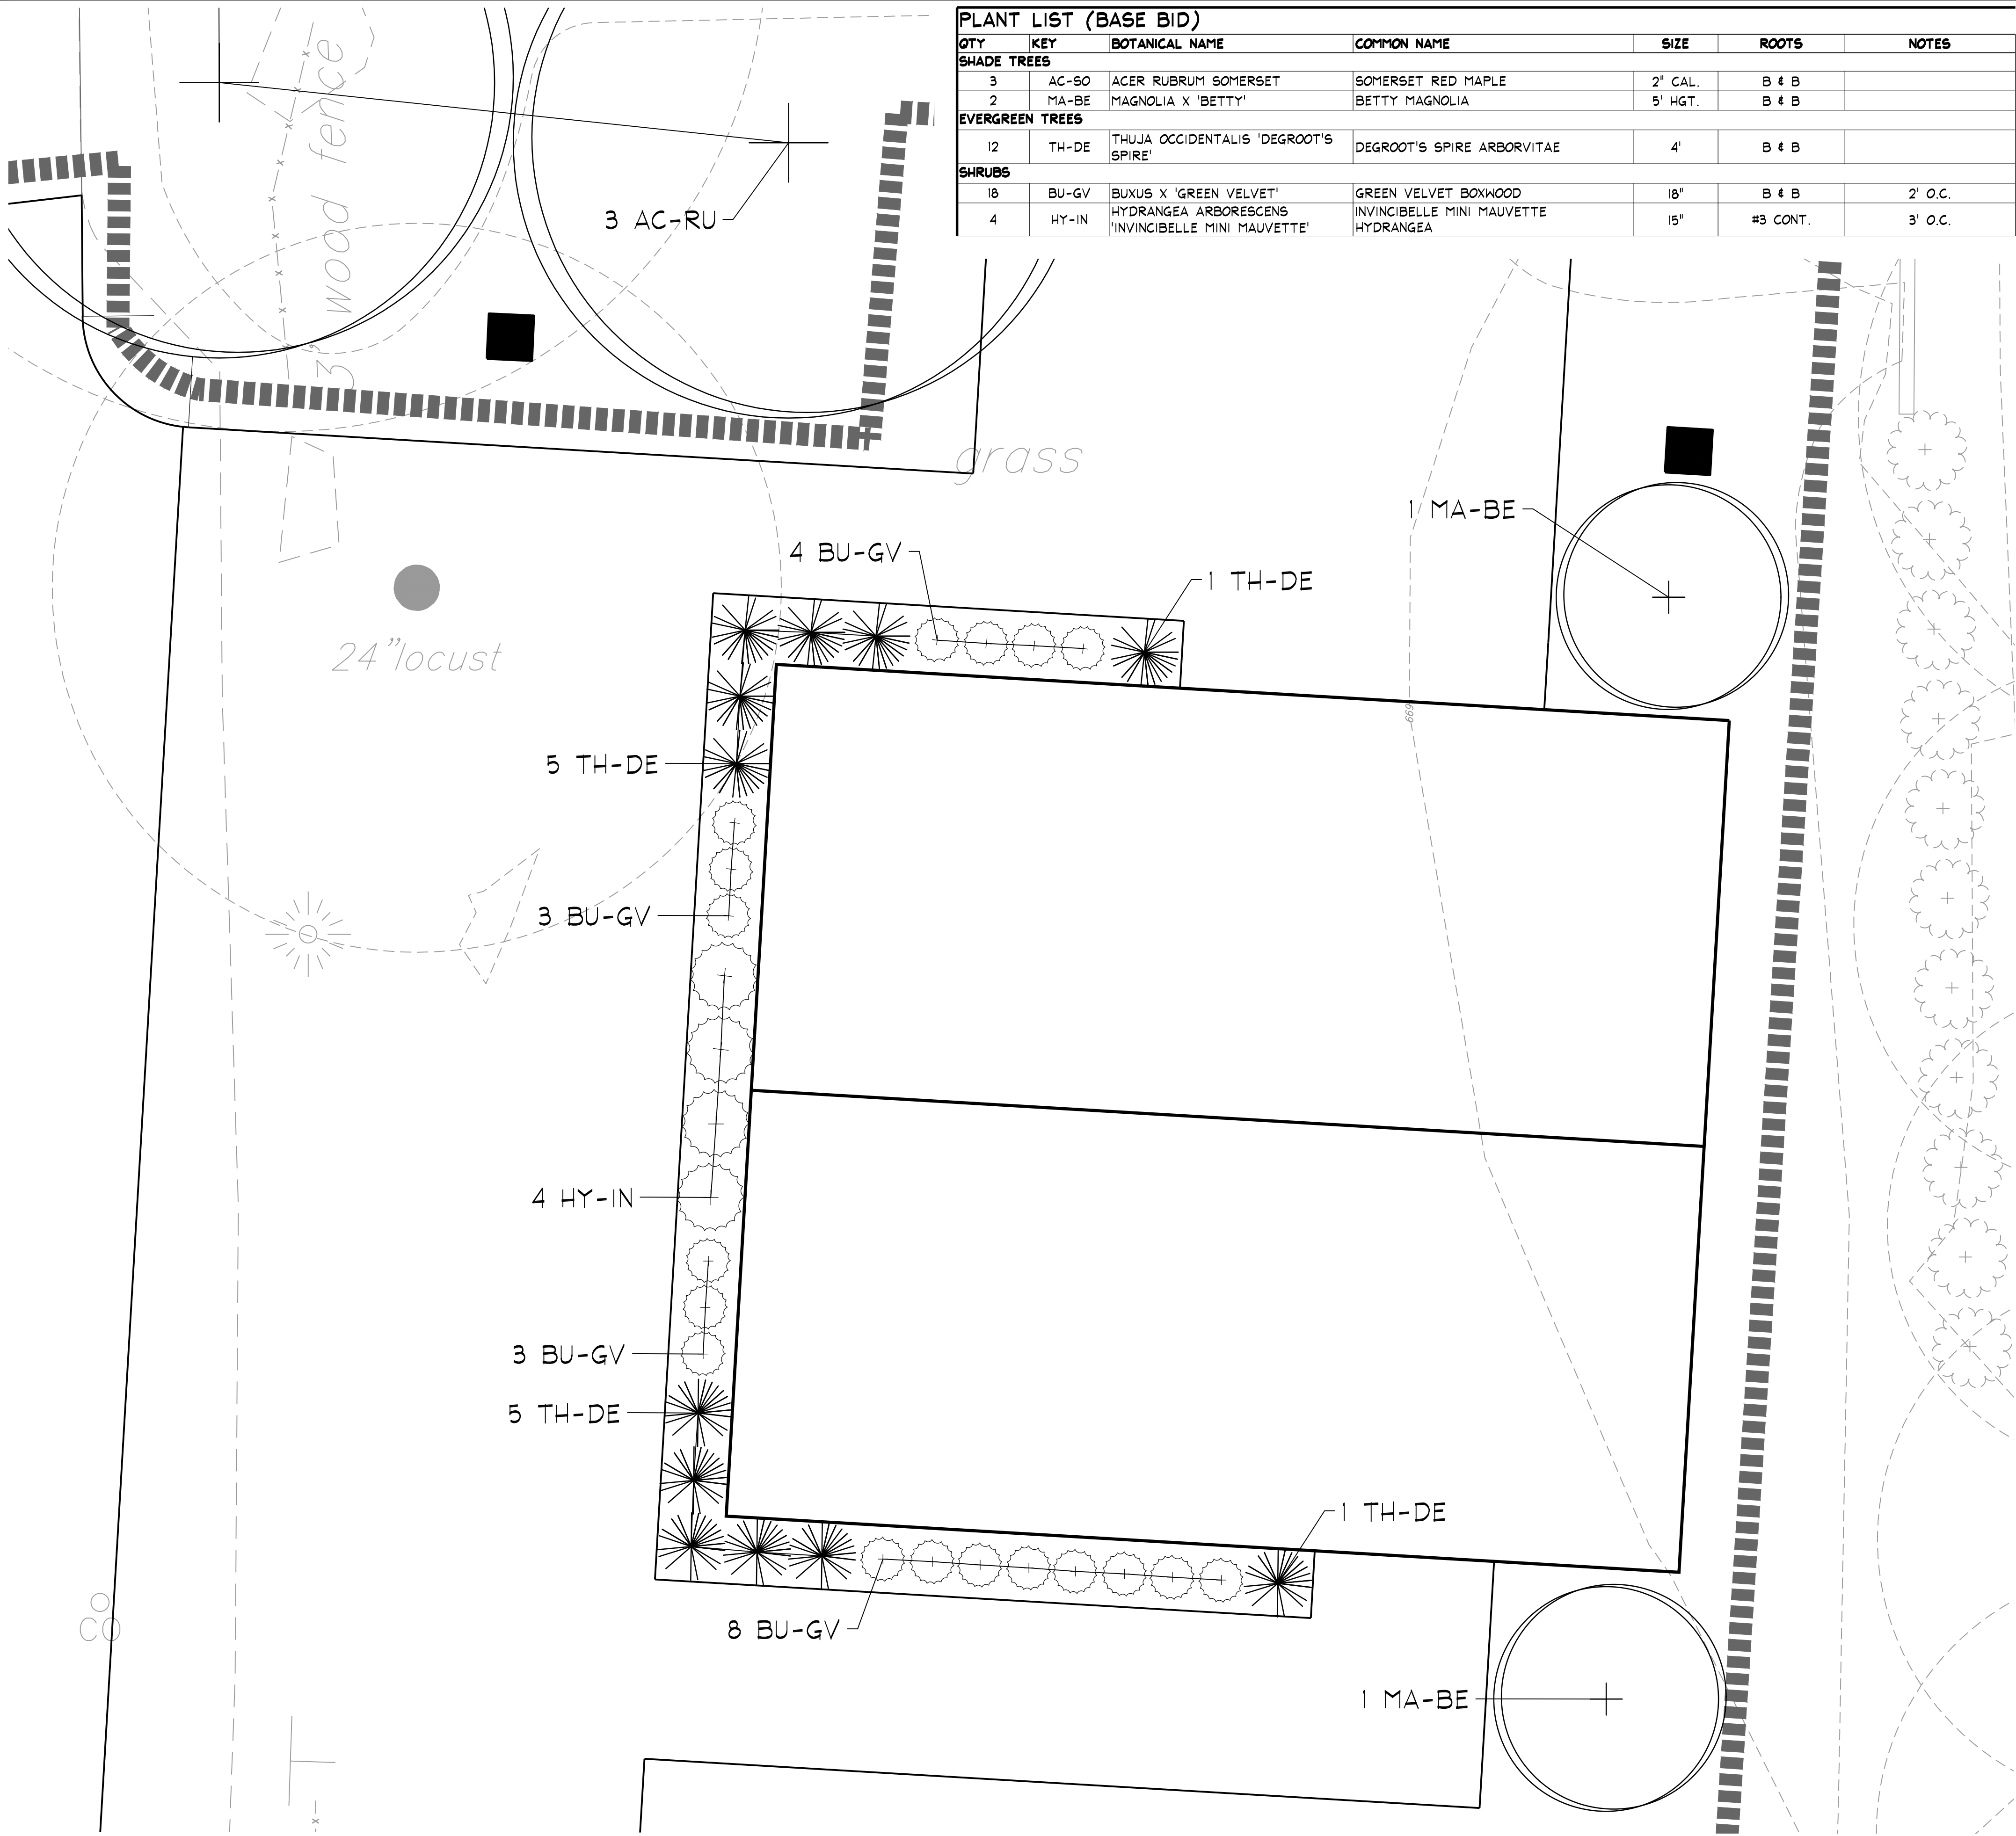 PLANT LIST (BASE BID)
QTY KEY BOTANICAL NAME COMMON NAME SIZE ROOTS NOTES
SHADE TREES
3 AC-SO ACER RUBRUM SOMERSET SOMERSET RED MAPLE 2" CAL. B & B
2 MA-BE MAGNOLIA X 'BETTY' BETTY MAGNOLIA 5' HGT. B & B
EVERGREEN TREES
12 TH-DE THUJA OCCIDENTALIS 'DEGROOT'S SPIRE' DEGROOT'S SPIRE ARBORVITAE 4' B & B
SHRUBS
18 BU-GV BUXUS X 'GREEN VELVET' GREEN VELVET BOXWOOD 18" B & B 2' O.C.
4 HY-IN HYDRANGEA ARBORESCENS 'INVINCIBELLE MINI MAUVETTE' INVINCIBELLE MINI MAUVETTE HYDRANGEA 15" #3 CONT. 3' O.C.
3' wood fence
3 AC-RU
grass
1 MA-BE
4 BU-GV
1 TH-DE
24"locust
699
5 TH-DE
3 BU-GV
4 HY-IN
3 BU-GV
5 TH-DE
1 TH-DE
CO
8 BU-GV
1 MA-BE